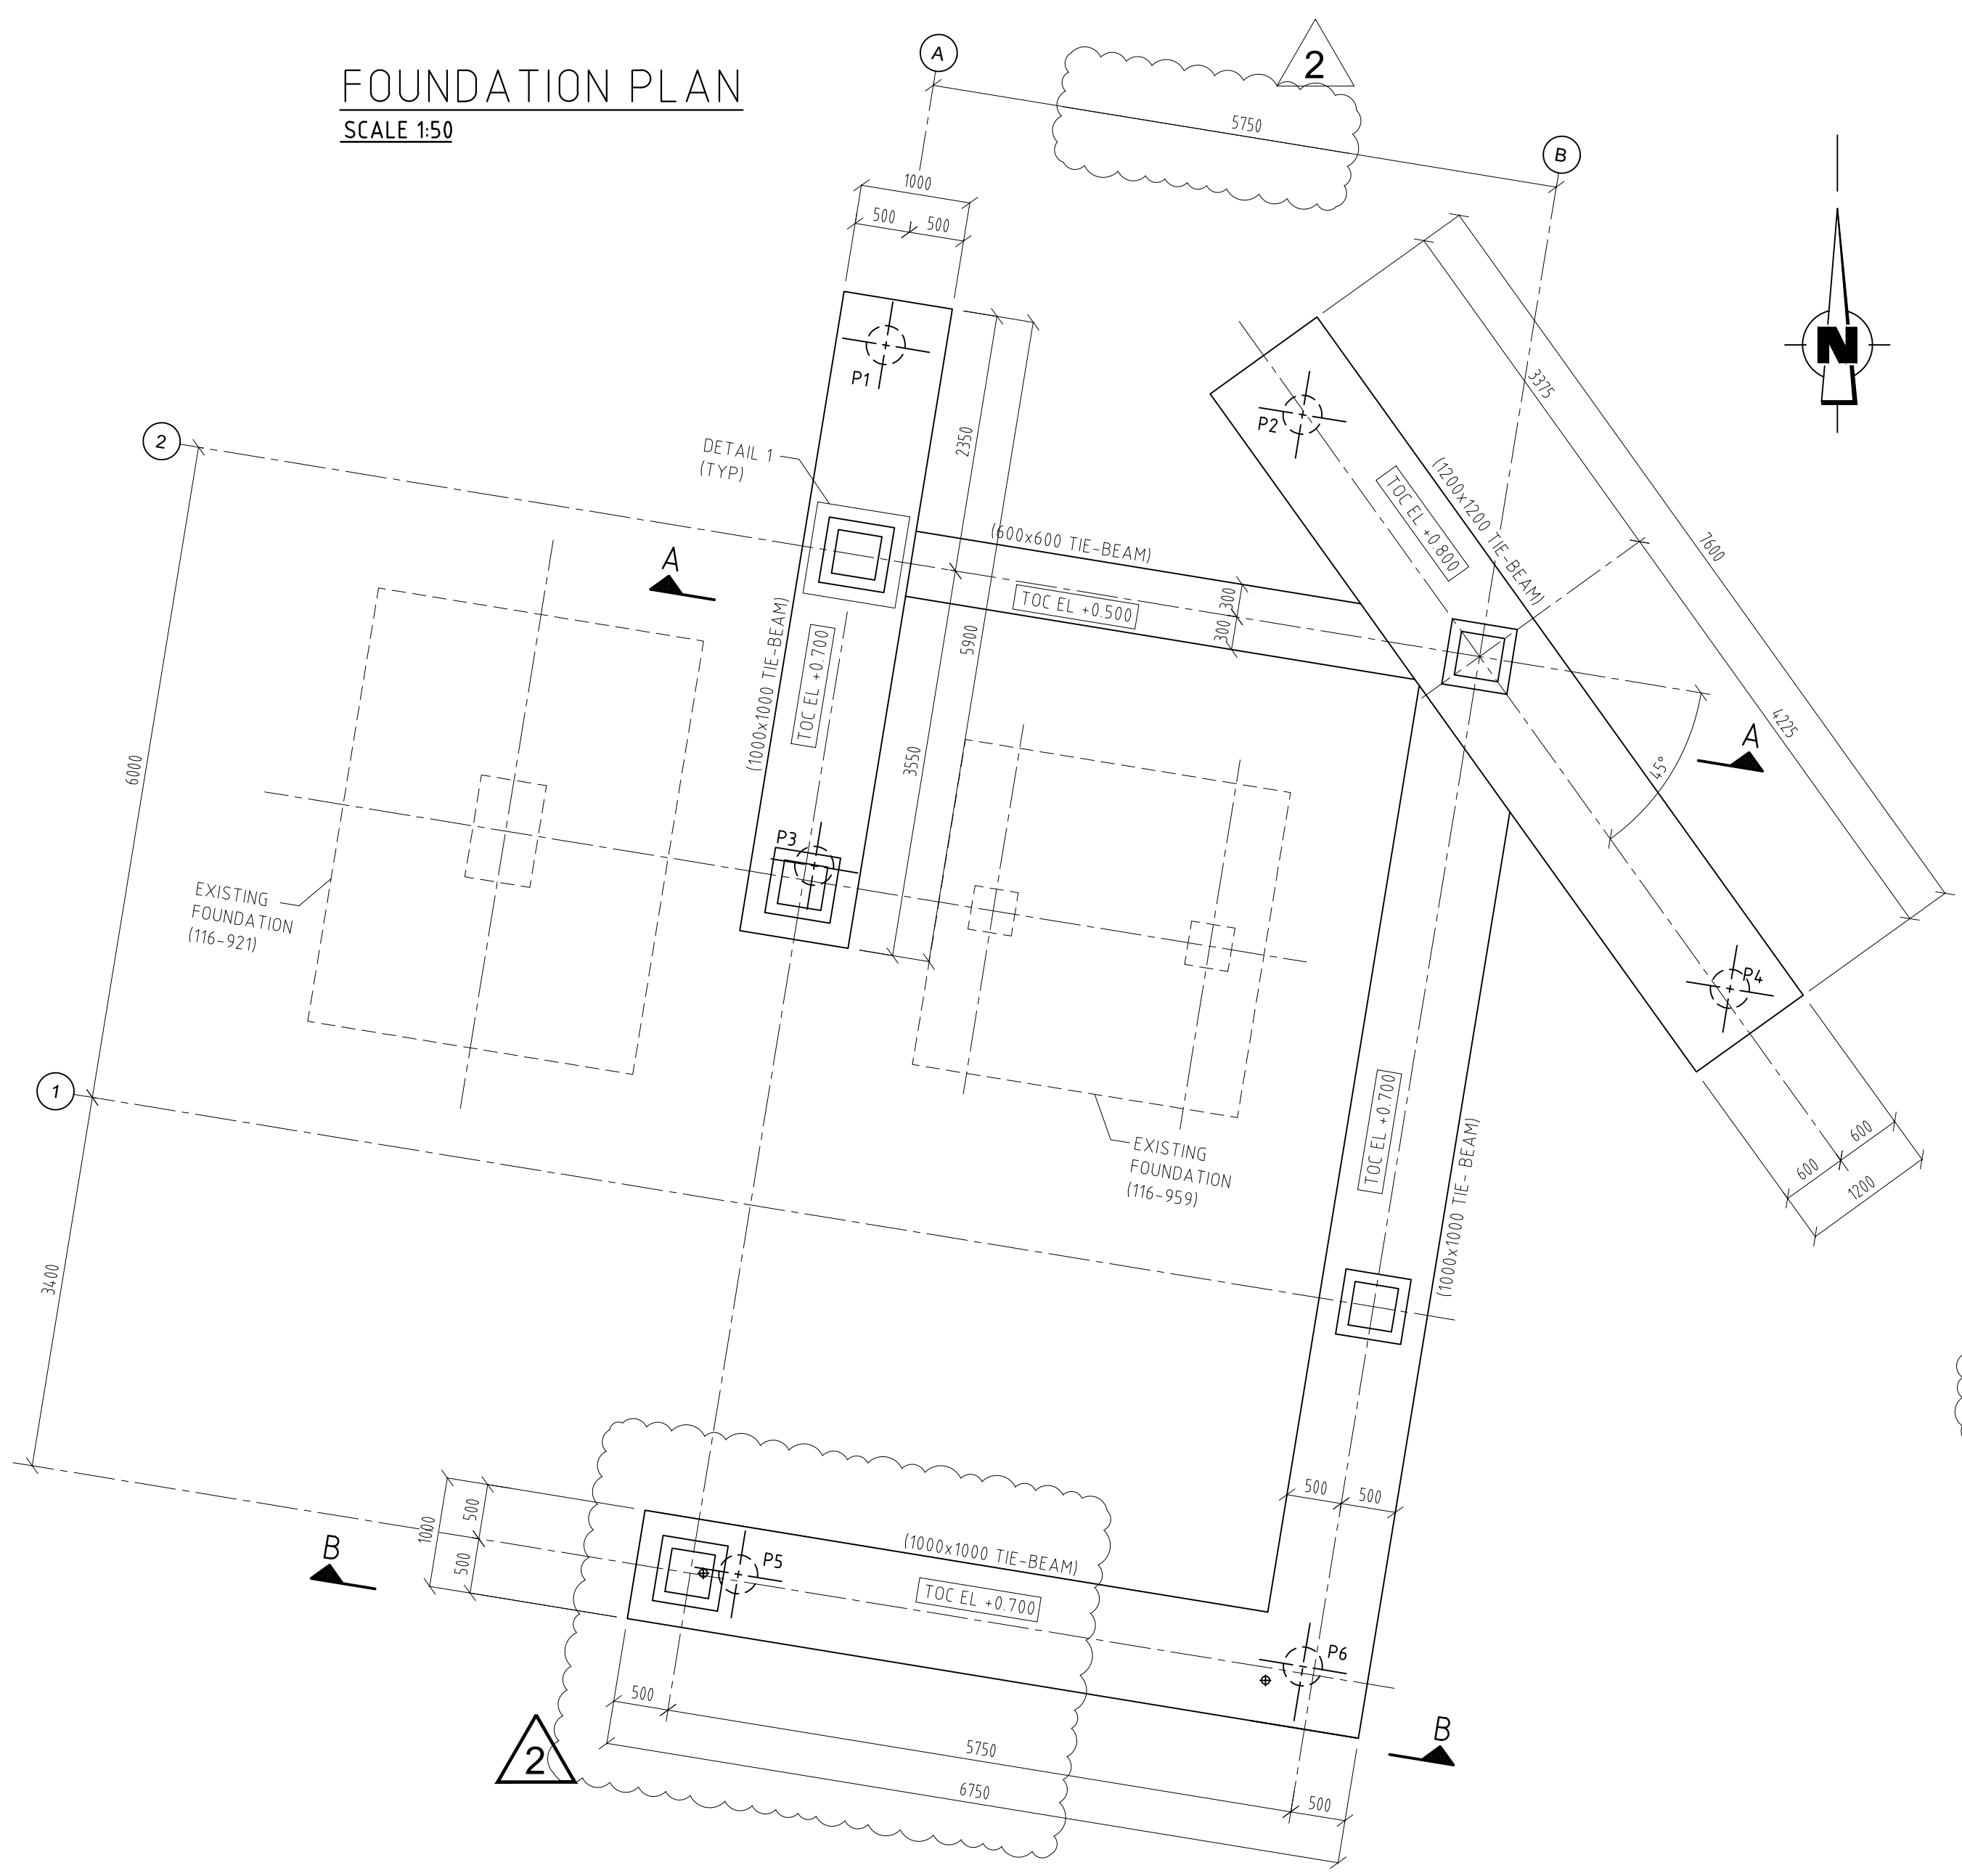 FOUNDATION PLAN
SCALE 1:50
A
2
5750
B
1000
500
500
N
P1
2350
3375
7600
P2
2
DETAIL 1
(TYP)
(1200x1200 TIE-BEAM)
TOC EL +0.800
(600x600 TIE-BEAM)
TOC EL +0.500
300
300
A
(1000x1000 TIE-BEAM)
TOC EL +0.700
5900
3550
6000
4225
A
45°
P3
EXISTING
FOUNDATION
(116-921)
P4
1
TOC EL +0.700
(1000x1000 TIE- BEAM)
EXISTING
FOUNDATION
(116-959)
600
600
1200
3400
500
500
1000
500
500
B
(1000x1000 TIE-BEAM)
P5
TOC EL +0.700
P6
500
5750
B
2
6750
500